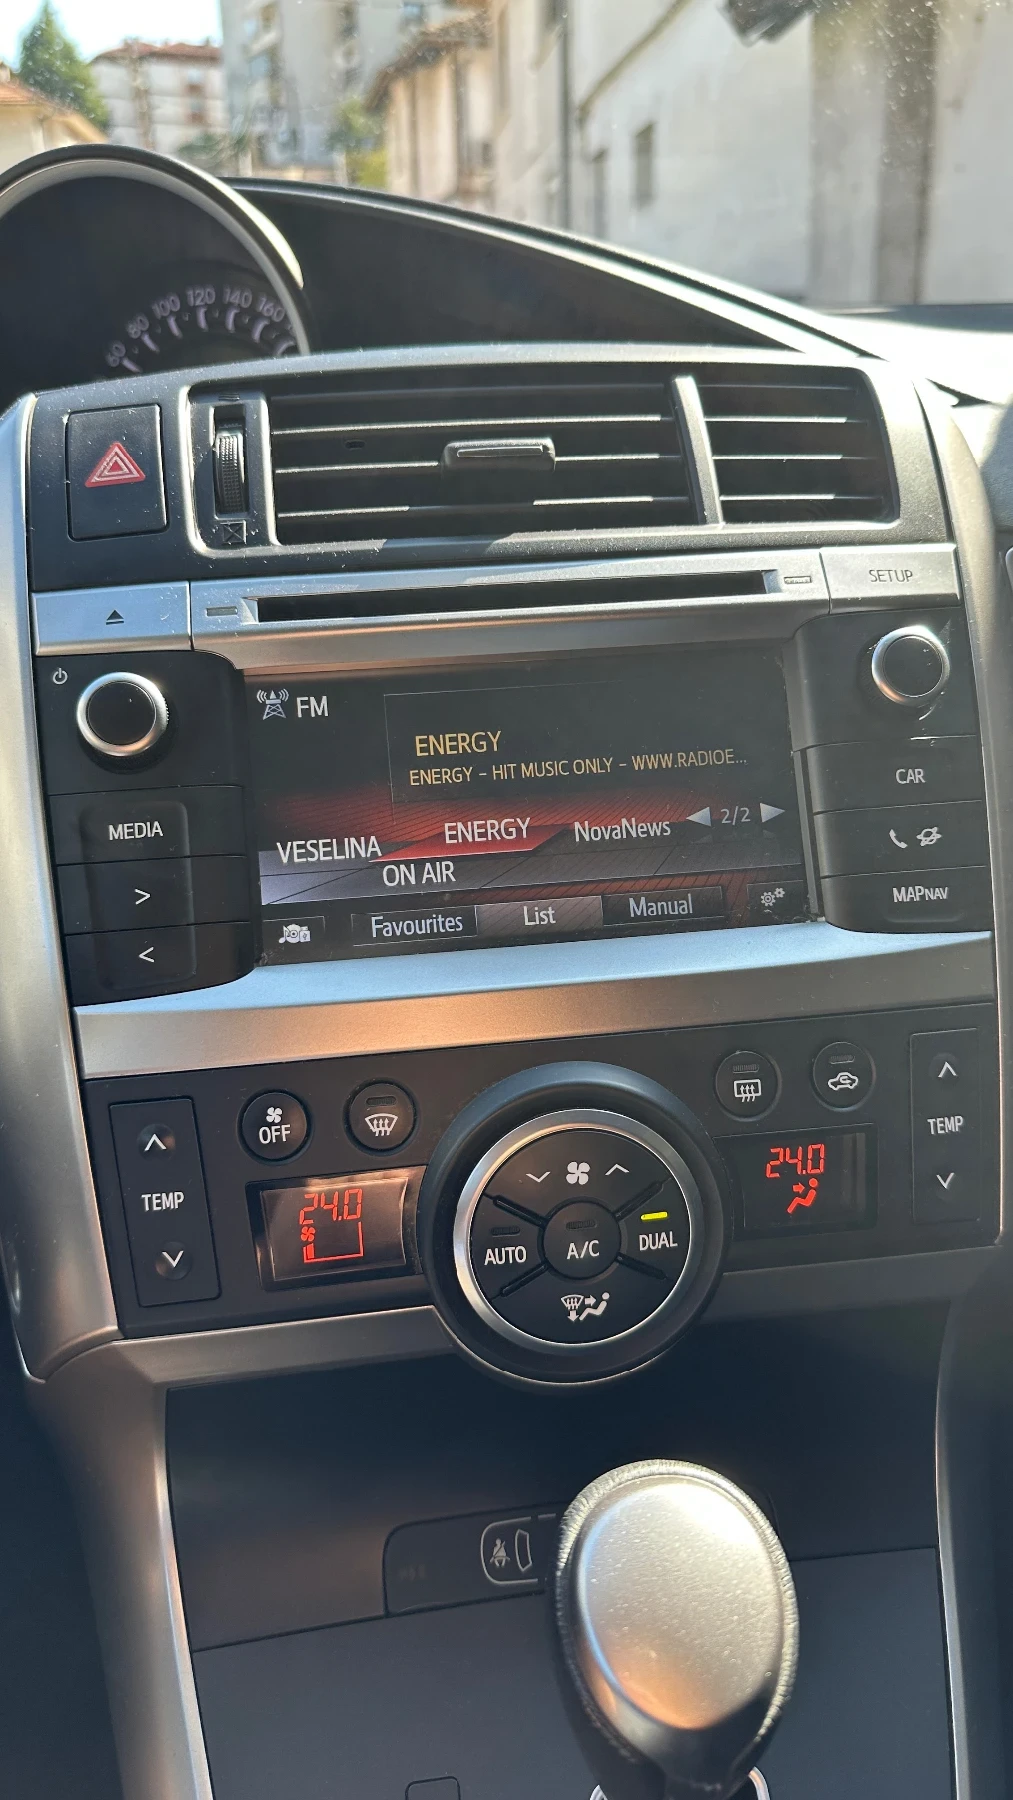 60 80 100 120 140 160
SETUP
FM
ENERGY
ENERGY - HIT MUSIC ONLY - WWW.RADIOE...
CAR
MEDIA
VESELINA
ENERGY
NovaNews
2/2
ON AIR
>
MAPNAV
Favourites
List
Manual
<
TEMP
OFF
TEMP
24.0
24.0
AUTO
A/C
DUAL